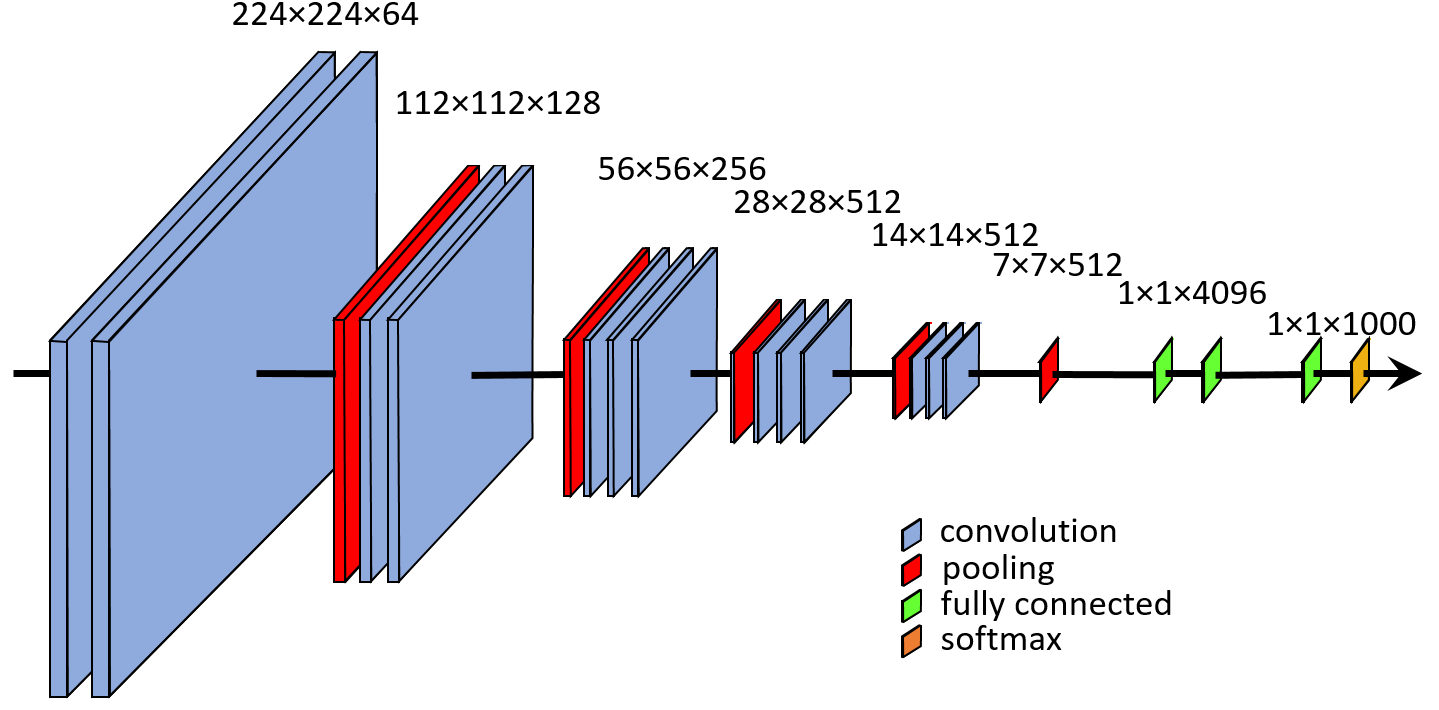 224×224×64
112×112×128
56×56×256
28×28×512
14×14×512
7×7×512
1×1×4096
1×1×1000
convolution
pooling
fully connected
softmax